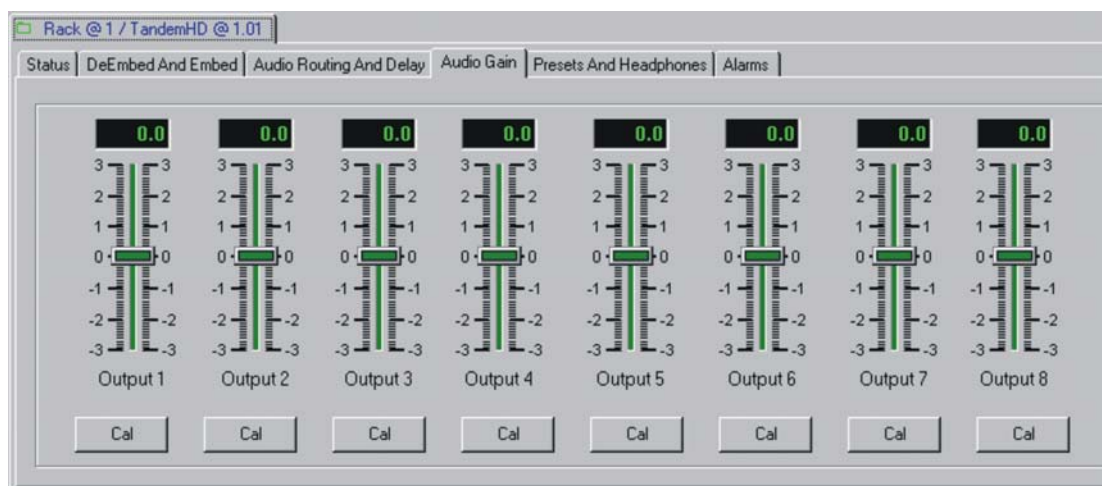 Rack @ 1 / TandemHD @ 1.01
Status DeEmbed And Embed Audio Routing And Delay Audio Gain Presets And Headphones Alarms
0.0 0.0 0.0 0.0 0.0 0.0 0.0 0.0
3 3 3 3 3 3 3 3 3 3 3 3 3 3 3 3
2 2 2 2 2 2 2 2 2 2 2 2 2 2 2 2
1 1 1 1 1 1 1 1 1 1 1 1 1 1 1 1
0 0 0 0 0 0 0 0 0 0 0 0 0 0 0 0
-1 -1 -1 -1 -1 -1 -1 -1 -1 -1 -1 -1 -1 -1 -1 -1
-2 -2 -2 -2 -2 -2 -2 -2 -2 -2 -2 -2 -2 -2 -2 -2
-3 -3 -3 -3 -3 -3 -3 -3 -3 -3 -3 -3 -3 -3 -3 -3
Output 1 Output 2 Output 3 Output 4 Output 5 Output 6 Output 7 Output 8
Cal Cal Cal Cal Cal Cal Cal Cal